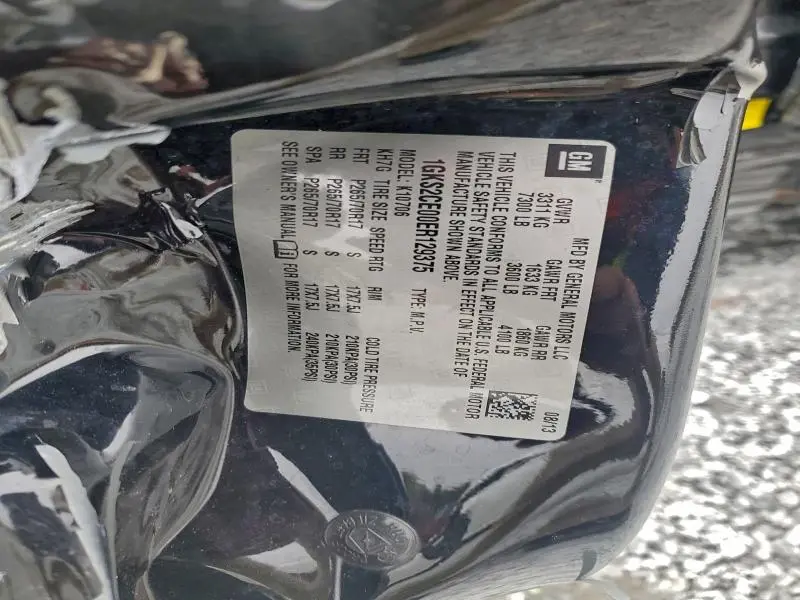 GM
MFD BY GENERAL MOTORS LLC 08/13
GVWR GAWR FRT GAWR RR
3311 KG 1633 KG 1860 KG
7300 LB 3600 LB 4100 LB
THIS VEHICLE CONFORMS TO ALL APPLICABLE U.S. FEDERAL MOTOR
VEHICLE SAFETY STANDARDS IN EFFECT ON THE DATE OF
MANUFACTURE SHOWN ABOVE.
1GKS2CE00ER129375 TYPE: M.P.V.
MODEL: K10706
KH7G TIRE SIZE SPEED RTG RIM COLD TIRE PRESSURE
FRT P265/70R17 S 17X7.5J 210KPA(30PSI)
RR P265/70R17 S 17X7.5J 210KPA(30PSI)
SPA P265/70R17 S 17X7.5J 240KPA(35PSI)
SEE OWNER'S MANUAL FOR MORE INFORMATION.